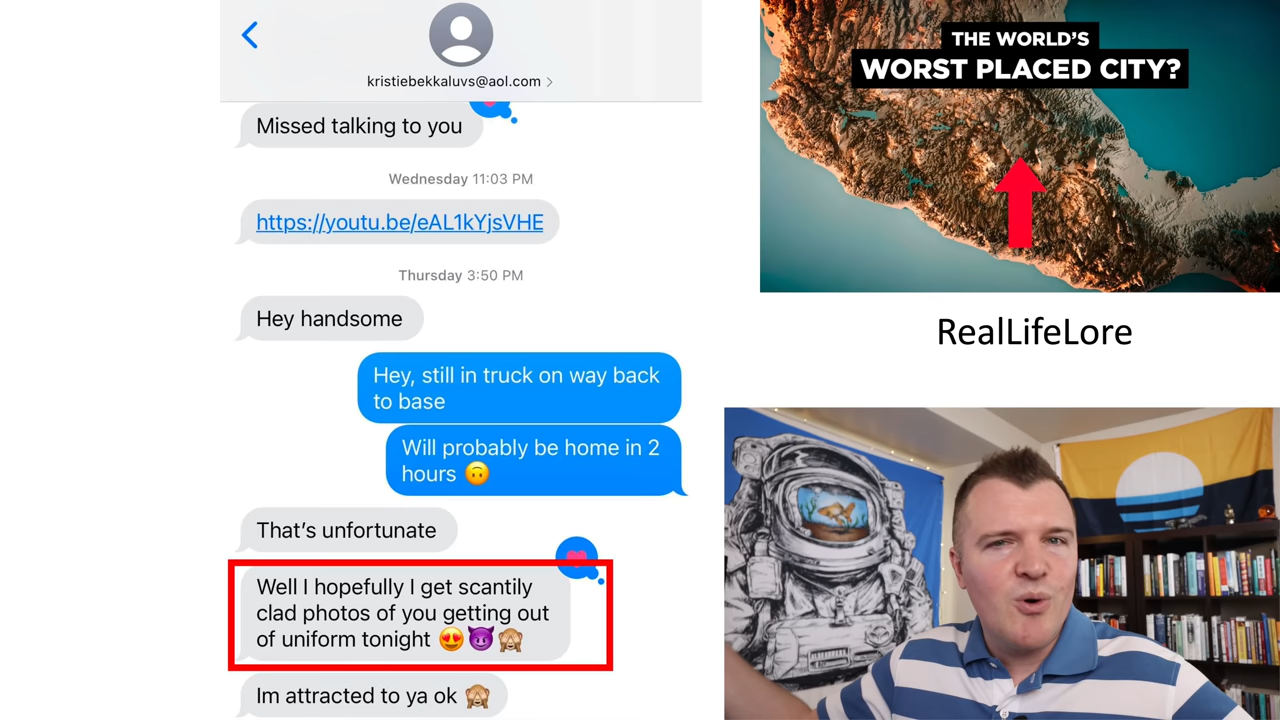 kristiebekkaluvs@aol.com >
Missed talking to you
Wednesday 11:03 PM
https://youtu.be/eAL1kYjsVHE
Thursday 3:50 PM
Hey handsome
Hey, still in truck on way back
to base
Will probably be home in 2
hours 🙃
That's unfortunate
Well I hopefully I get scantily
clad photos of you getting out
of uniform tonight 😍😈🙈
Im attracted to ya ok 🙈
THE WORLD'S
WORST PLACED CITY?
RealLifeLore